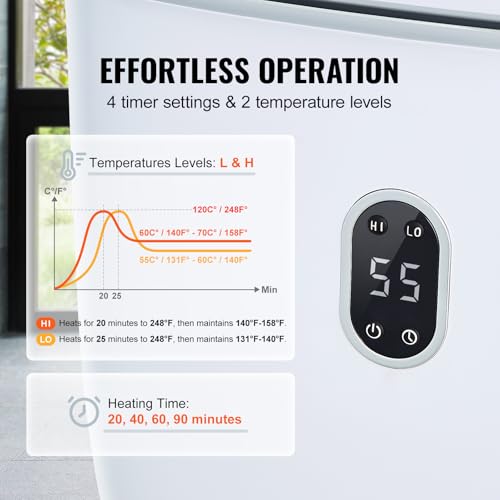 EFFORTLESS OPERATION
4 timer settings & 2 temperature levels
Temperatures Levels: L & H
C°/F°
120C° / 248F°
60C° / 140F° - 70C° / 158F°
55C° / 131F° - 60C° / 140F°
Min
20 25
HI Heats for 20 minutes to 248°F, then maintains 140°F-158°F.
LO Heats for 25 minutes to 248°F, then maintains 131°F-140°F.
Heating Time:
20, 40, 60, 90 minutes
HI LO
55